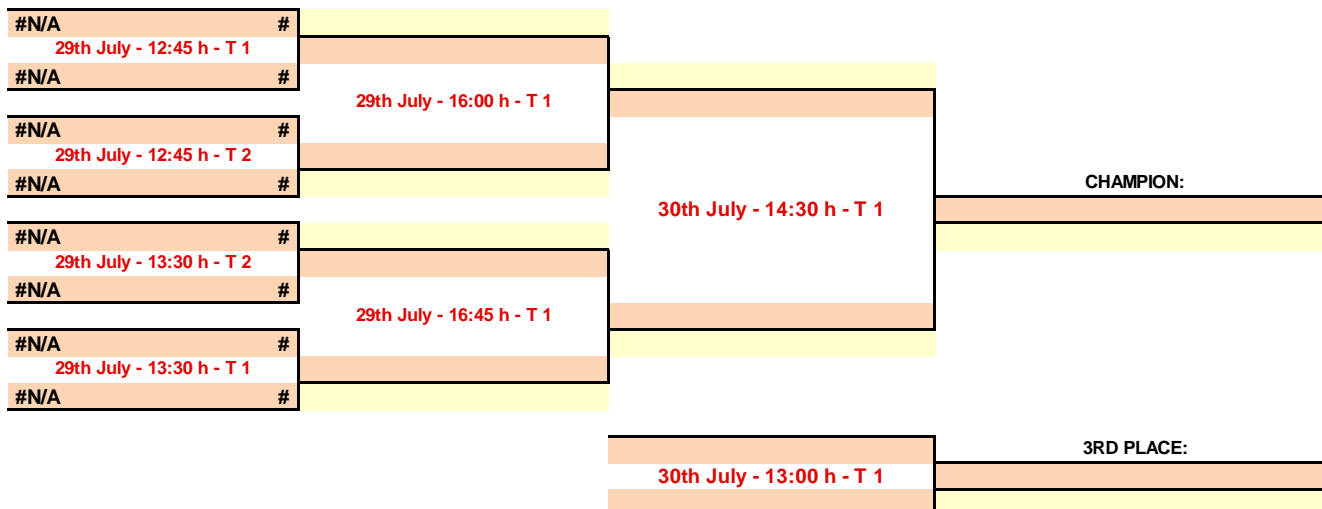 #N/A #
29th July - 12:45 h - T 1
#N/A #
29th July - 16:00 h - T 1
#N/A #
29th July - 12:45 h - T 2
#N/A #
CHAMPION:
30th July - 14:30 h - T 1
#N/A #
29th July - 13:30 h - T 2
#N/A #
29th July - 16:45 h - T 1
#N/A #
29th July - 13:30 h - T 1
#N/A #
3RD PLACE:
30th July - 13:00 h - T 1